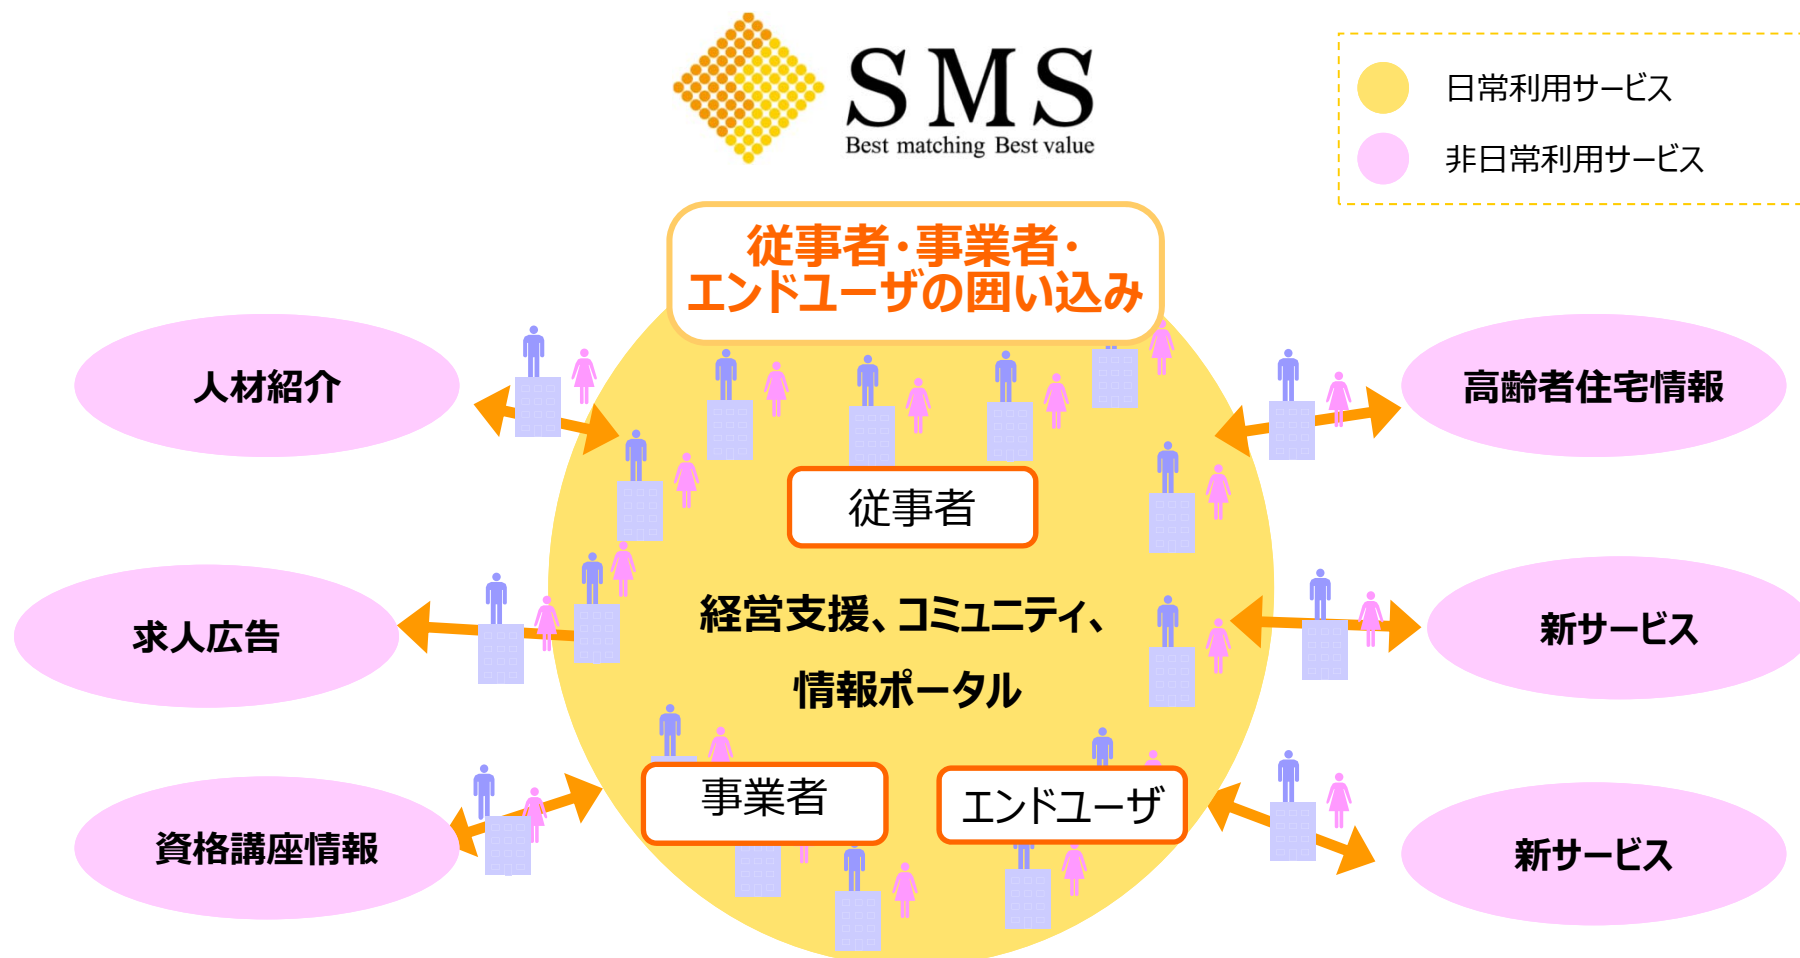 SMS
Best matching Best value
日常利用サービス
非日常利用サービス
従事者・事業者・
エンドユーザの囲い込み
人材紹介
高齢者住宅情報
従事者
求人広告
経営支援、コミュニティ、
情報ポータル
新サービス
資格講座情報
事業者
エンドユーザ
新サービス